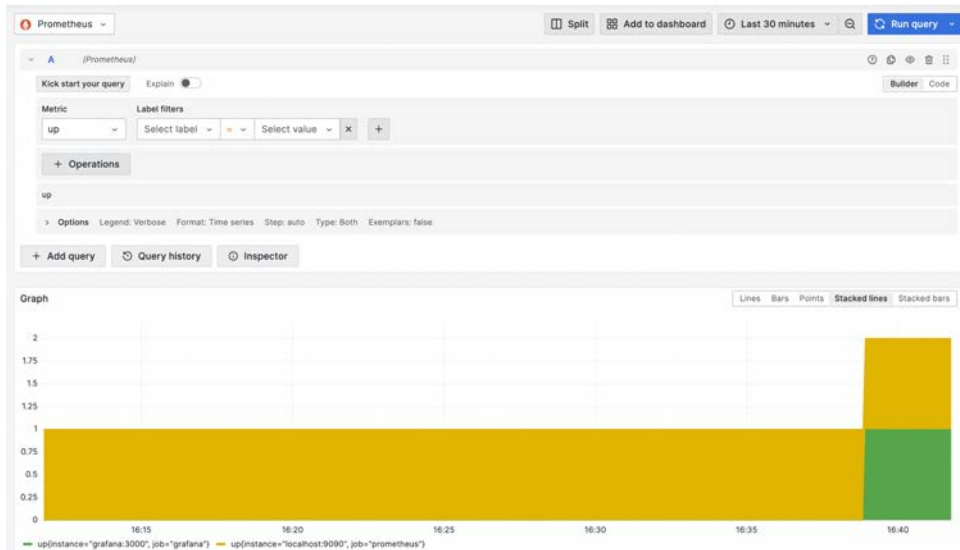 Prometheus
Split
Add to dashboard
Last 30 minutes
Run query
A (Prometheus)
Kick start your query Explain
Builder Code
Metric Label filters
up Select label = Select value × +
+ Operations
up
> Options Legend: Verbose Format: Time series Step: auto Type: Both Exemplars: false
+ Add query Query history Inspector
Graph
Lines Bars Points Stacked lines Stacked bars
2
1.75
1.5
1.25
1
0.75
0.5
0.25
0
16:15 16:20 16:25 16:30 16:35 16:40
up{instance="grafana:3000", job="grafana"} up{instance="localhost:9090", job="prometheus"}